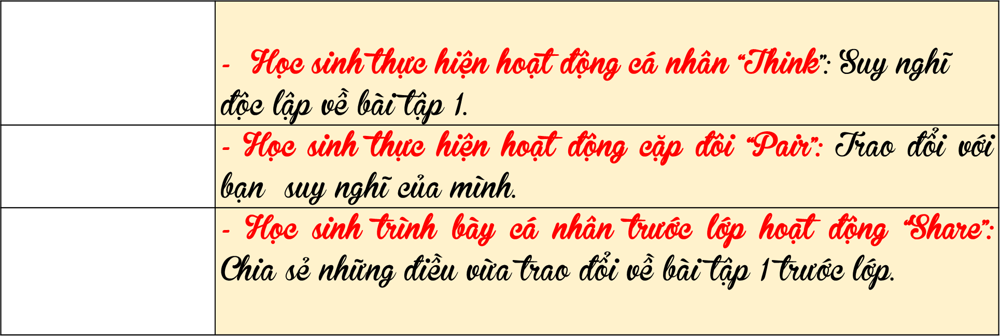 - Học sinh thực hiện hoạt động cá nhân “Think”: Suy nghĩ
độc lập về bài tập 1.
- Học sinh thực hiện hoạt động cặp đôi “Pair”: Trao đổi với
bạn suy nghĩ của mình.
- Học sinh trình bày cá nhân trước lớp hoạt động “Share”:
Chia sẻ những điều vừa trao đổi về bài tập 1 trước lớp.